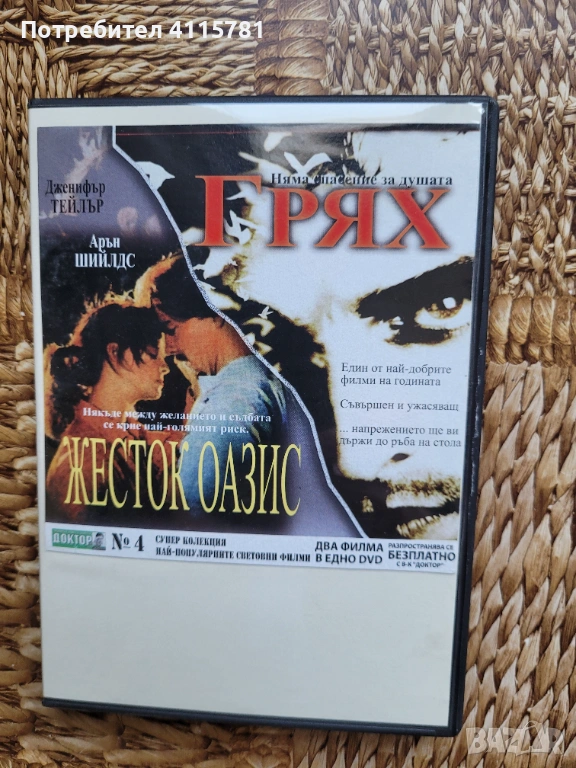 Потребител 4115781
Няма спасение за душата
ГРЯХ
Дженифър
ТЕЙЛЪР
Арън
ШИЙЛДС
Един от най-добрите
филми на годината
Съвършен и ужасяващ
... напрежението ще ви
държи до ръба на стола
Някъде между желанието и съдбата
се крие най-големият риск.
ЖЕСТОК ОАЗИС
ДОКТОР
№ 4
СУПЕР КОЛЕКЦИЯ
НАЙ-ПОПУЛЯРНИТЕ СВЕТОВНИ ФИЛМИ
ДВА ФИЛМА
В ЕДНО DVD
РАЗПРОСТРАНЯВА СЕ
БЕЗПЛАТНО
С В-К "ДОКТОР"
BAZAR